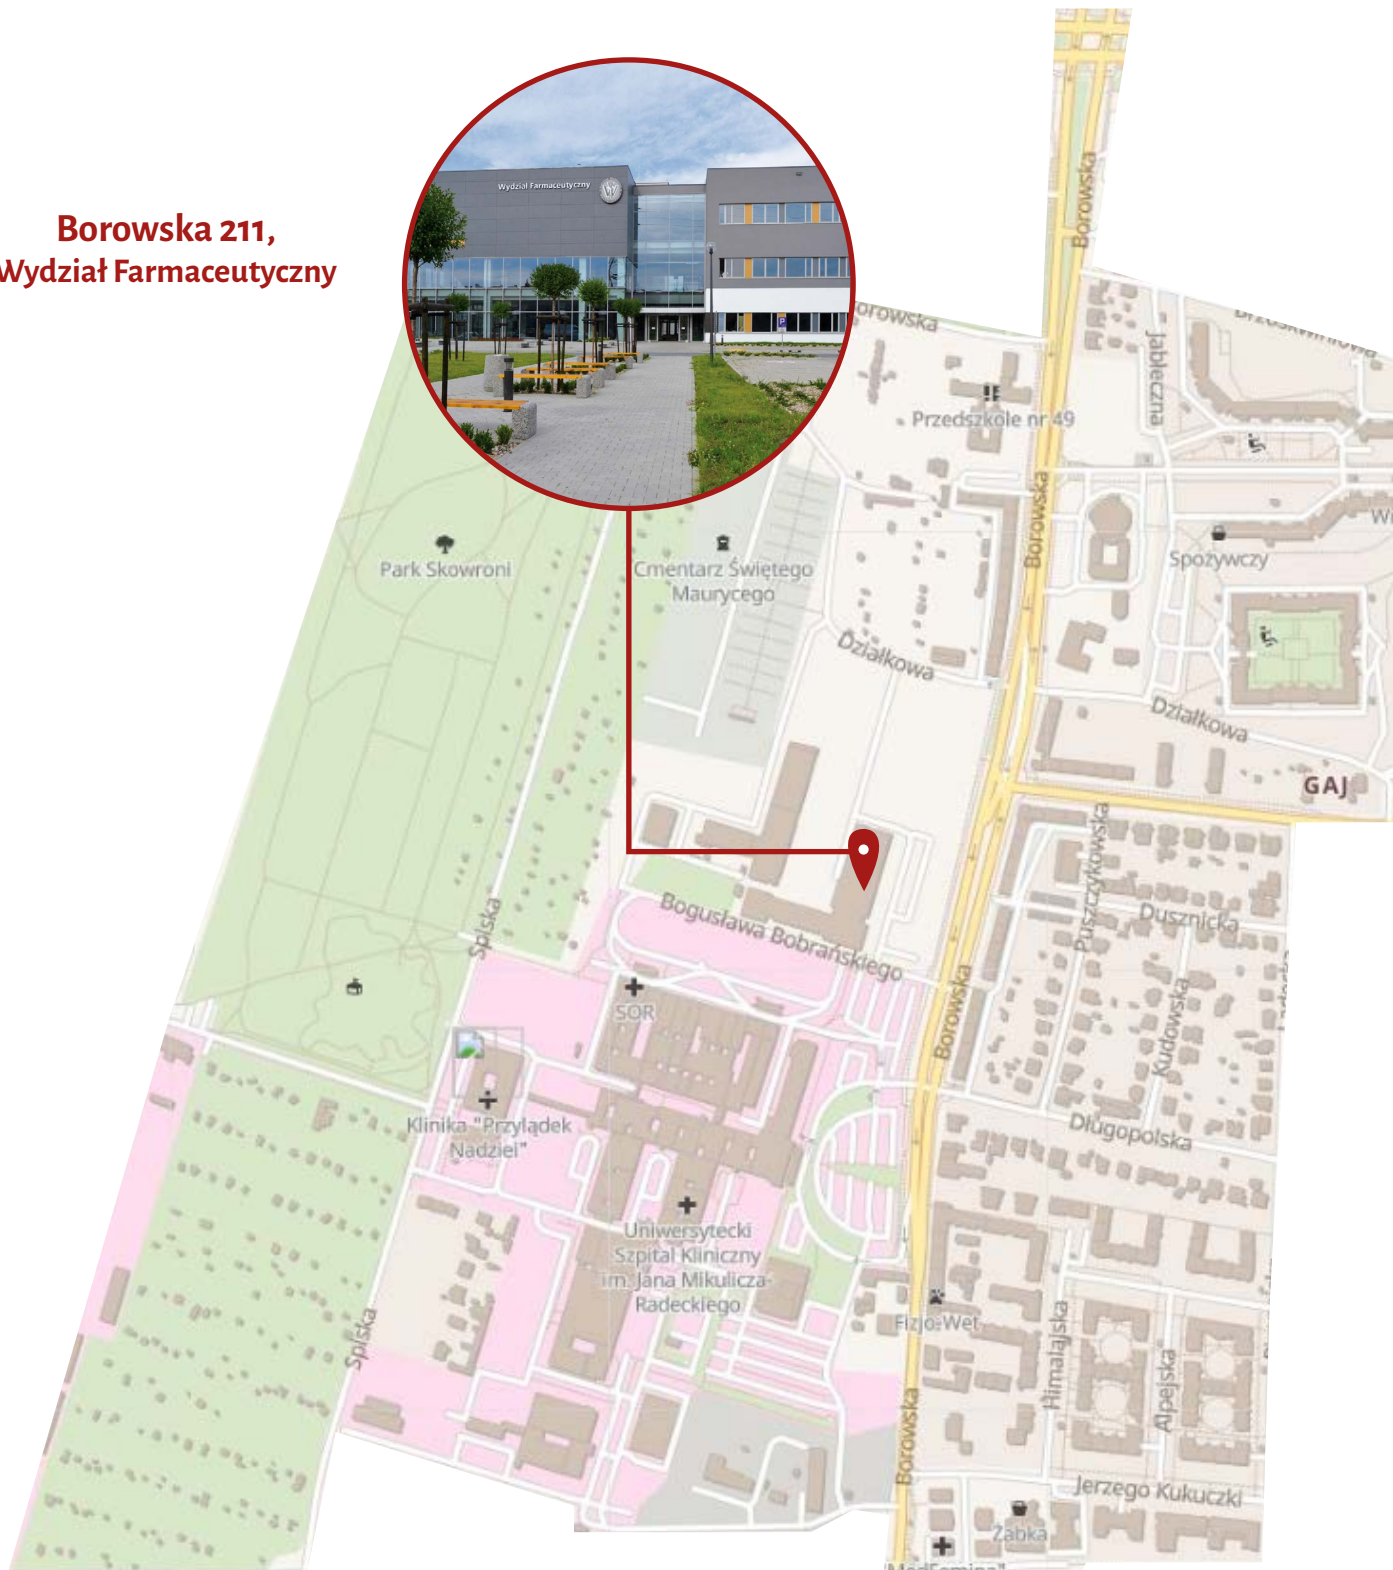 Borowska 211,
Wydział Farmaceutyczny
Wydział Farmaceutyczny
Borowska
Borowska
Jabłeczna
Przedszkole nr 49
Borowska
Spożywczy
Park Skowroni
Cmentarz Świętego
Maurycego
Działkowa
Działkowa
GAJ
Puszczykowska
Dusznicka
Bogusława Bobrańskiego
Spiska
SOR
Borowska
Kudowska
Klinika "Przylądek
Nadziei"
Długopolska
Uniwersytecki
Szpital Kliniczny
im. Jana Mikulicza-
Radeckiego
Fizjo-Wet
Spiska
Himalajska
Alpejska
Borowska
Jerzego Kukuczki
Żabka